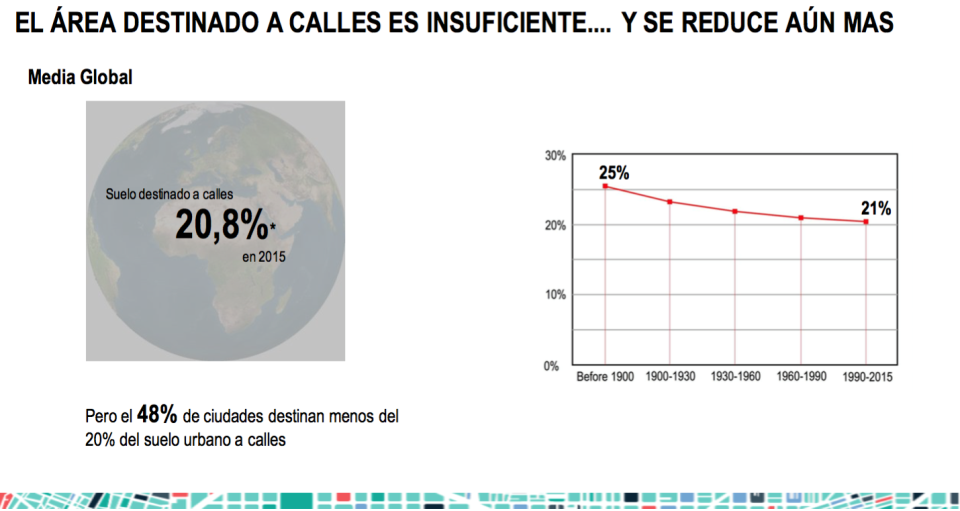 EL ÁREA DESTINADO A CALLES ES INSUFICIENTE.... Y SE REDUCE AÚN MAS
Media Global
Suelo destinado a calles
20,8%*
en 2015
Pero el 48% de ciudades destinan menos del
20% del suelo urbano a calles
30%
20%
10%
0%
25%
21%
Before 1900 1900-1930 1930-1960 1960-1990 1990-2015